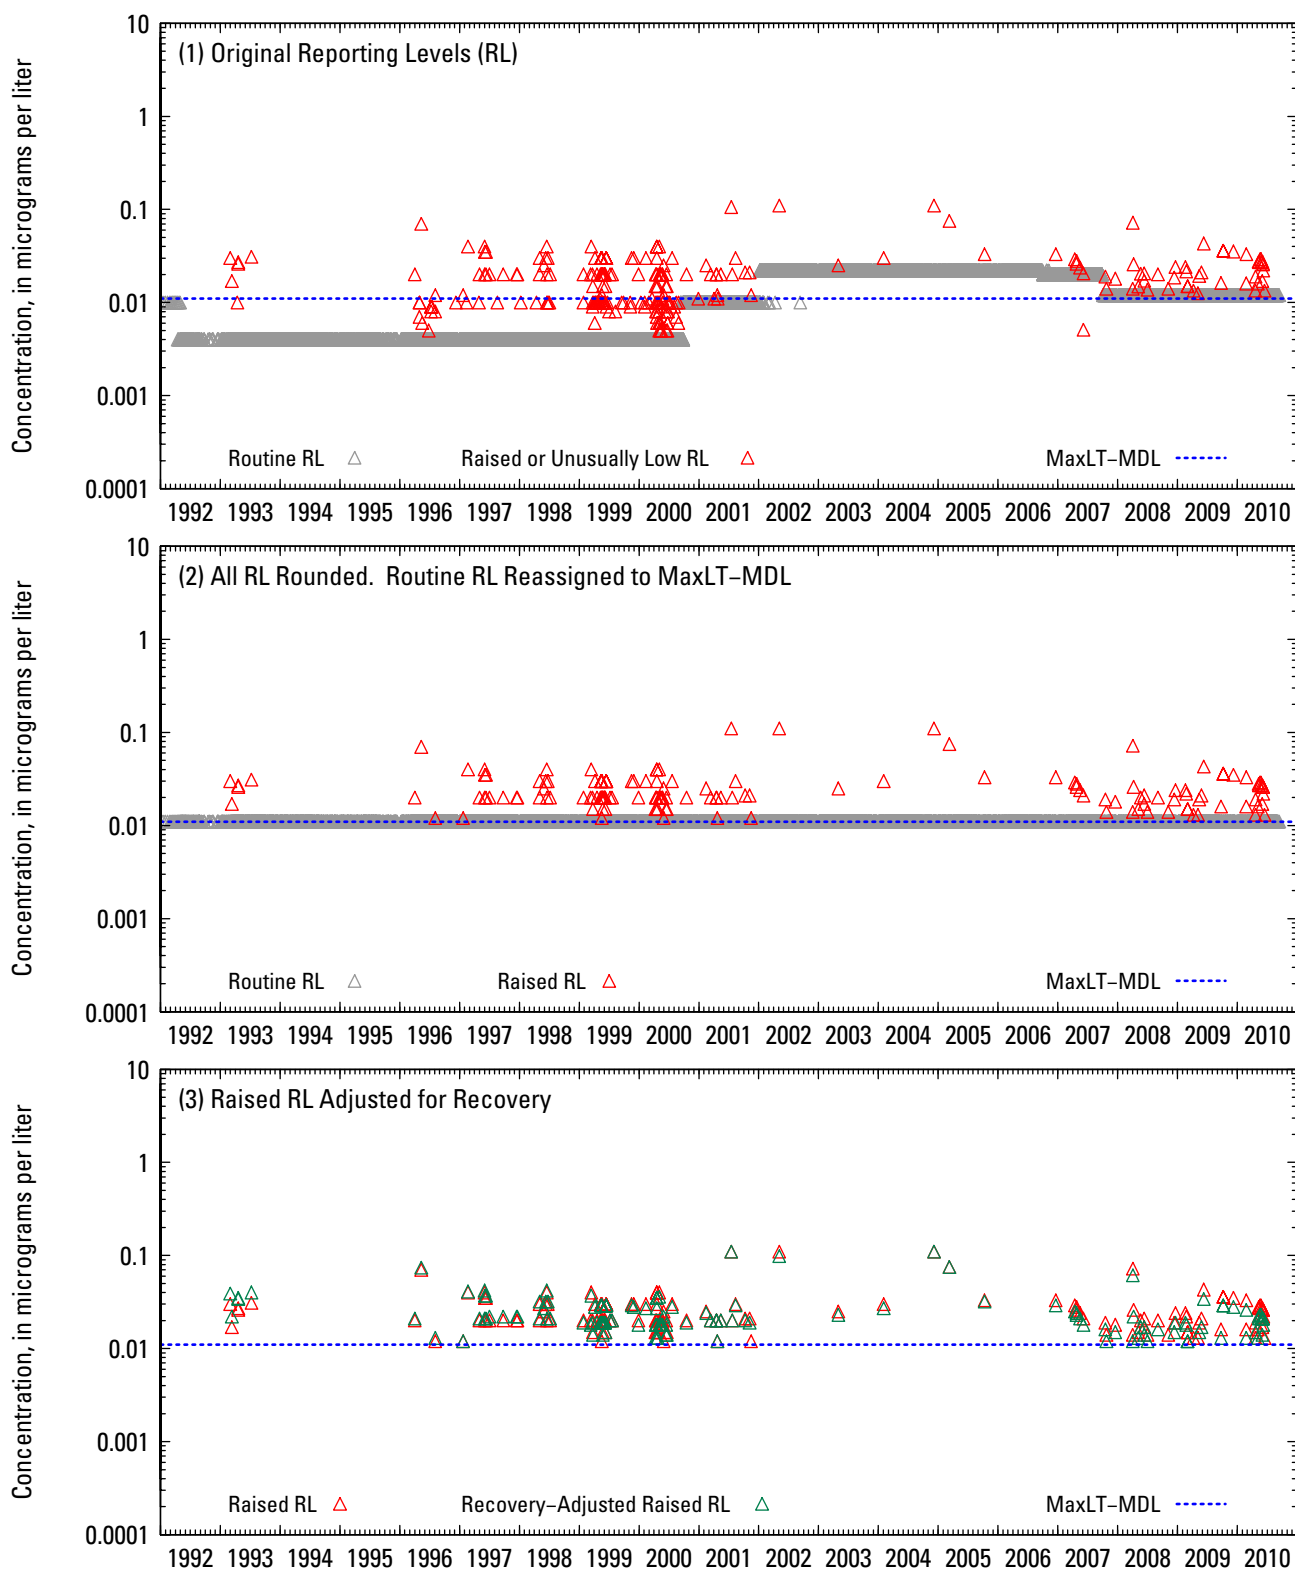 10
(1) Original Reporting Levels (RL)
1
0.1
0.01
0.001
0.0001
Concentration, in micrograms per liter
Routine RL Raised or Unusually Low RL MaxLT–MDL
1992 1993 1994 1995 1996 1997 1998 1999 2000 2001 2002 2003 2004 2005 2006 2007 2008 2009 2010
10
(2) All RL Rounded. Routine RL Reassigned to MaxLT–MDL
1
0.1
0.01
0.001
0.0001
Concentration, in micrograms per liter
Routine RL Raised RL MaxLT–MDL
1992 1993 1994 1995 1996 1997 1998 1999 2000 2001 2002 2003 2004 2005 2006 2007 2008 2009 2010
10
(3) Raised RL Adjusted for Recovery
1
0.1
0.01
0.001
0.0001
Concentration, in micrograms per liter
Raised RL Recovery–Adjusted Raised RL MaxLT–MDL
1992 1993 1994 1995 1996 1997 1998 1999 2000 2001 2002 2003 2004 2005 2006 2007 2008 2009 2010